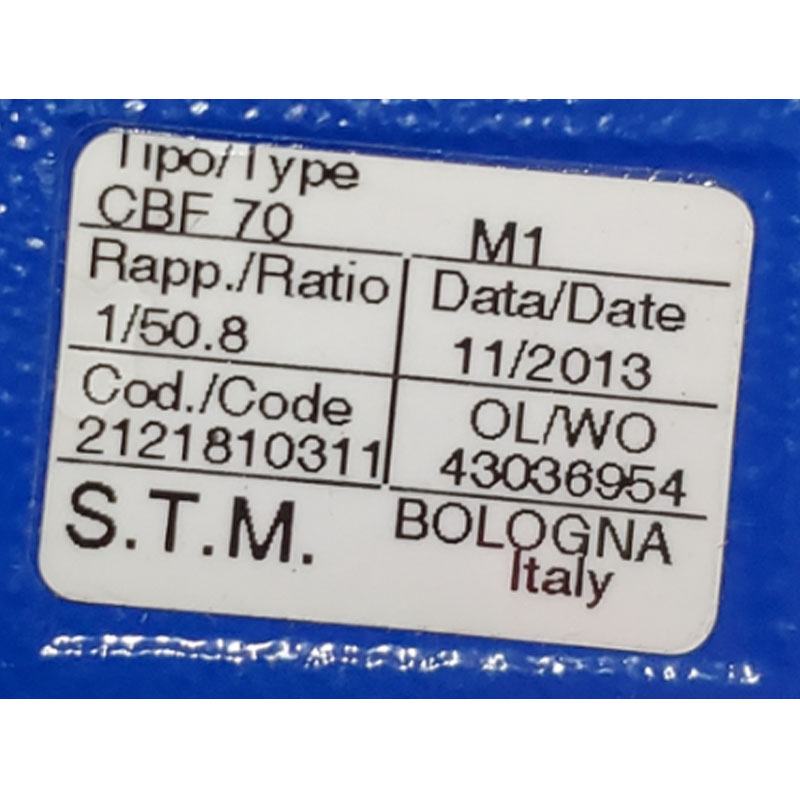 Tipo/Type
CBF 70 M1
Rapp./Ratio Data/Date
1/50.8 11/2013
Cod./Code OL/WO
2121810311 43036954
S.T.M. BOLOGNA
Italy